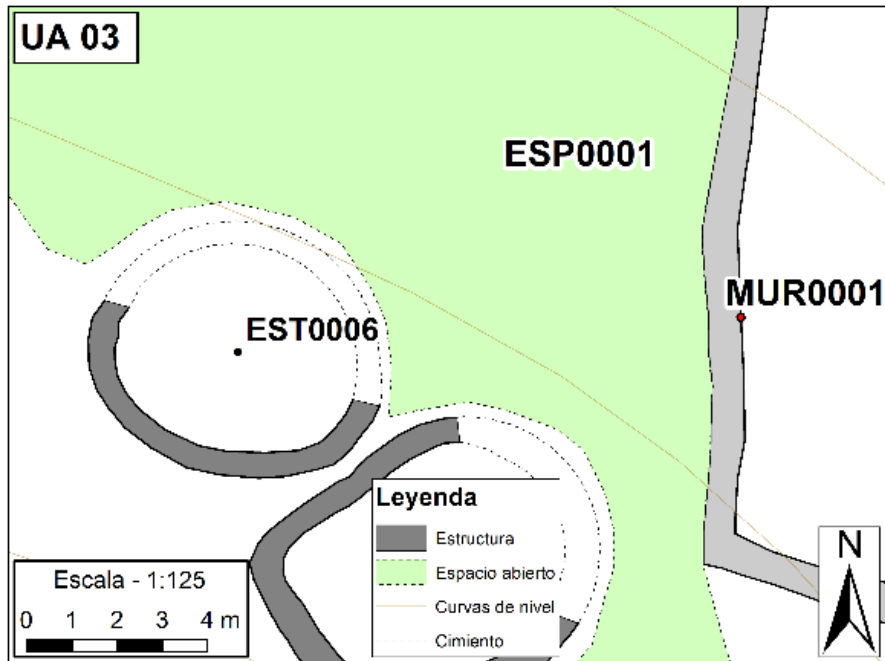 UA 03
ESP0001
MUR0001
EST0006
Leyenda
Estructura
Espacio abierto
Curvas de nivel
Cimiento
Escala - 1:125
0 1 2 3 4 m
N